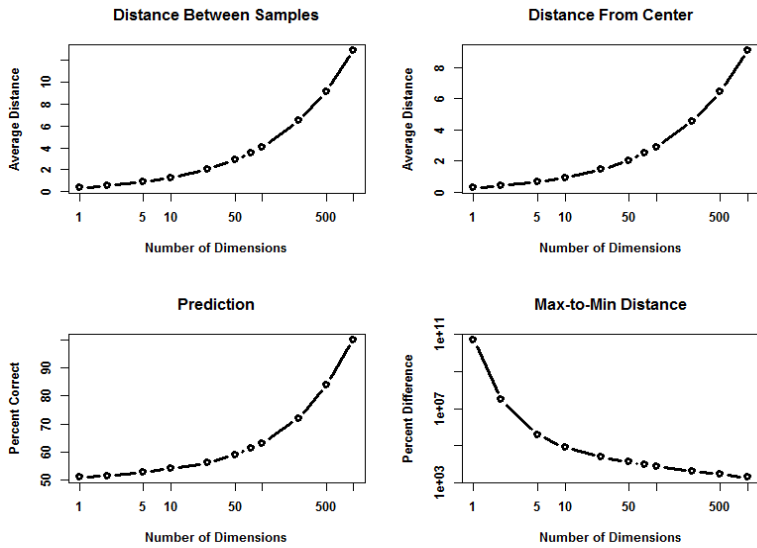 Distance Between Samples
Average Distance
0 2 4 6 8 10
1 5 10 50 500
Number of Dimensions
Distance From Center
Average Distance
0 2 4 6 8
1 5 10 50 500
Number of Dimensions
Prediction
Percent Correct
50 60 70 80 90
1 5 10 50 500
Number of Dimensions
Max-to-Min Distance
Percent Difference
1e+03 1e+07 1e+11
1 5 10 50 500
Number of Dimensions